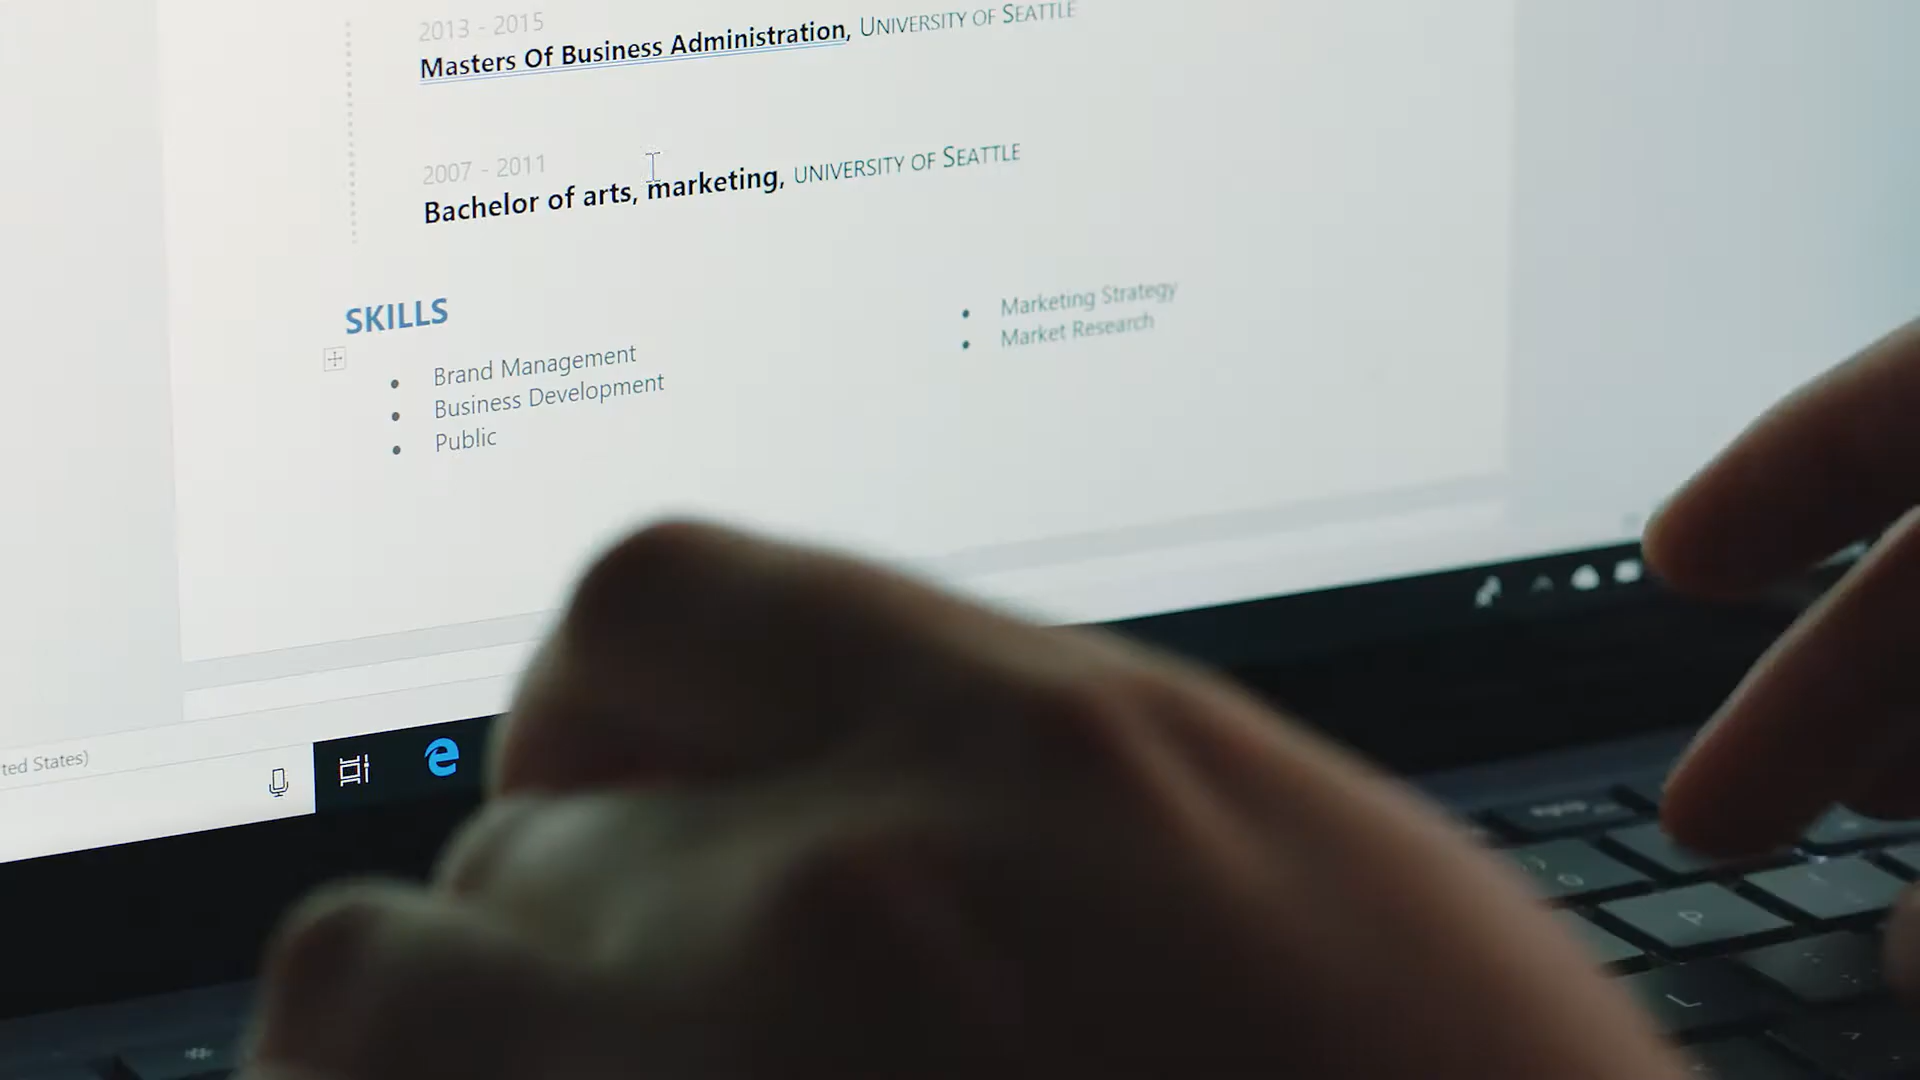 2013 - 2015
Masters Of Business Administration, UNIVERSITY OF SEATTLE
2007 - 2011
Bachelor of arts, marketing, UNIVERSITY OF SEATTLE
SKILLS
Brand Management
Business Development
Public
Marketing Strategy
Market Research
ted States)
O
P
L